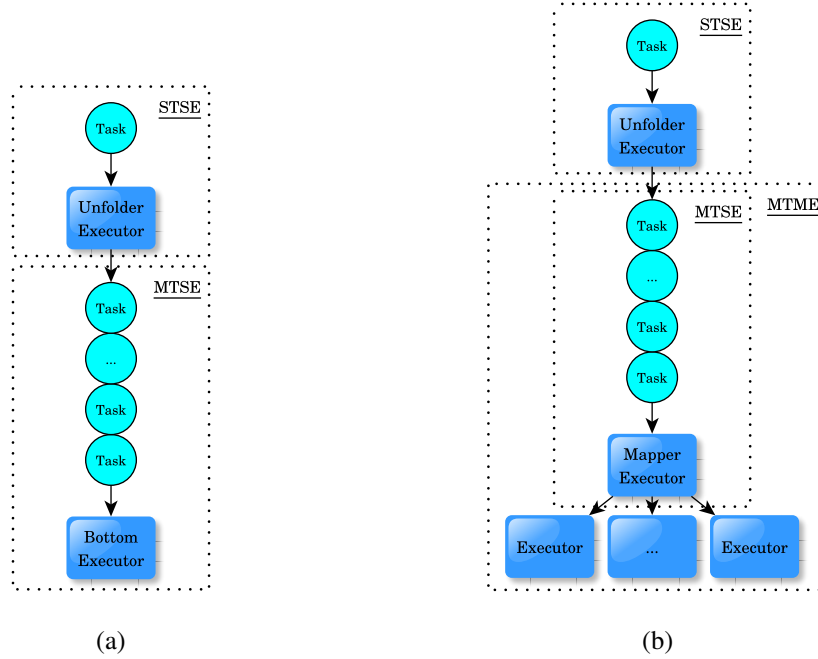 STSE
Task
Unfolder
Executor
MTSE
Task
...
Task
Task
Bottom
Executor
(a)
STSE
Task
Unfolder
Executor
MTSE
MTME
Task
...
Task
Task
Mapper
Executor
Executor
...
Executor
(b)